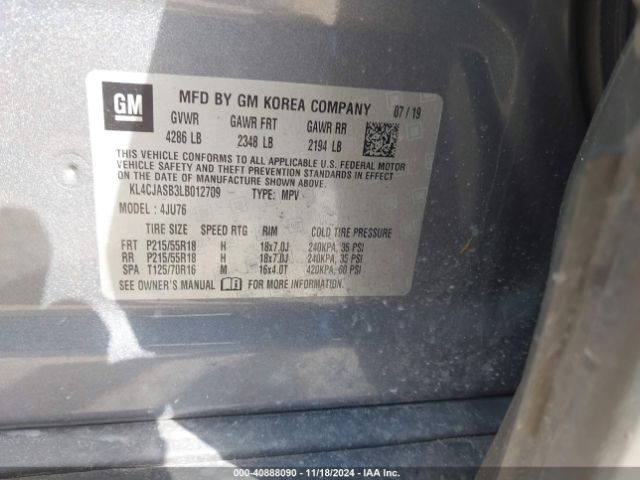 GM
MFD BY GM KOREA COMPANY 07/19
GVWR GAWR FRT GAWR RR
4286 LB 2348 LB 2194 LB
THIS VEHICLE CONFORMS TO ALL APPLICABLE U.S. FEDERAL MOTOR
VEHICLE SAFETY AND THEFT PREVENTION STANDARDS IN EFFECT
ON THE DATE OF MANUFACTURE SHOWN ABOVE.
KL4CJASB3LB012709 TYPE: MPV
MODEL: 4JU76
TIRE SIZE SPEED RTG RIM COLD TIRE PRESSURE
FRT P215/55R18 H 18x7.0J 240KPA, 35 PSI
RR P215/55R18 H 18x7.0J 240KPA, 35 PSI
SPA T125/70R16 M 16x4.0T 420KPA, 60 PSI
SEE OWNER'S MANUAL FOR MORE INFORMATION.
000-40888090 - 11/18/2024 - IAA Inc.